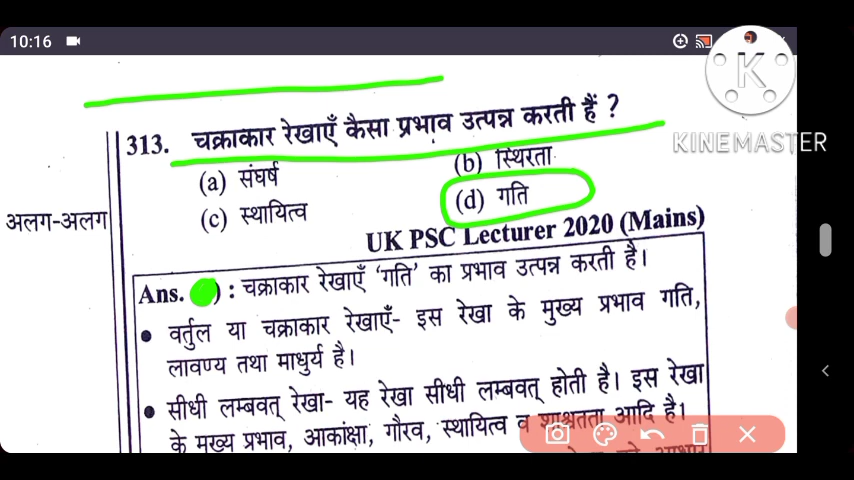 10:16
K
KINEMASTER
313. चक्राकार रेखाएँ कैसा प्रभाव उत्पन्न करती हैं ?
(a) संघर्ष (b) स्थिरता
(c) स्थायित्व (d) गति
अलग-अलग
UK PSC Lecturer 2020 (Mains)
Ans. ) : चक्राकार रेखाएँ 'गति' का प्रभाव उत्पन्न करती है।
• वर्तुल या चक्राकार रेखाएँ- इस रेखा के मुख्य प्रभाव गति,
लावण्य तथा माधुर्य है।
• सीधी लम्बवत् रेखा- यह रेखा सीधी लम्बवत् होती है। इस रेखा
के मुख्य प्रभाव, आकांक्षा, गौरव, स्थायित्व व शाश्वतता आदि है।